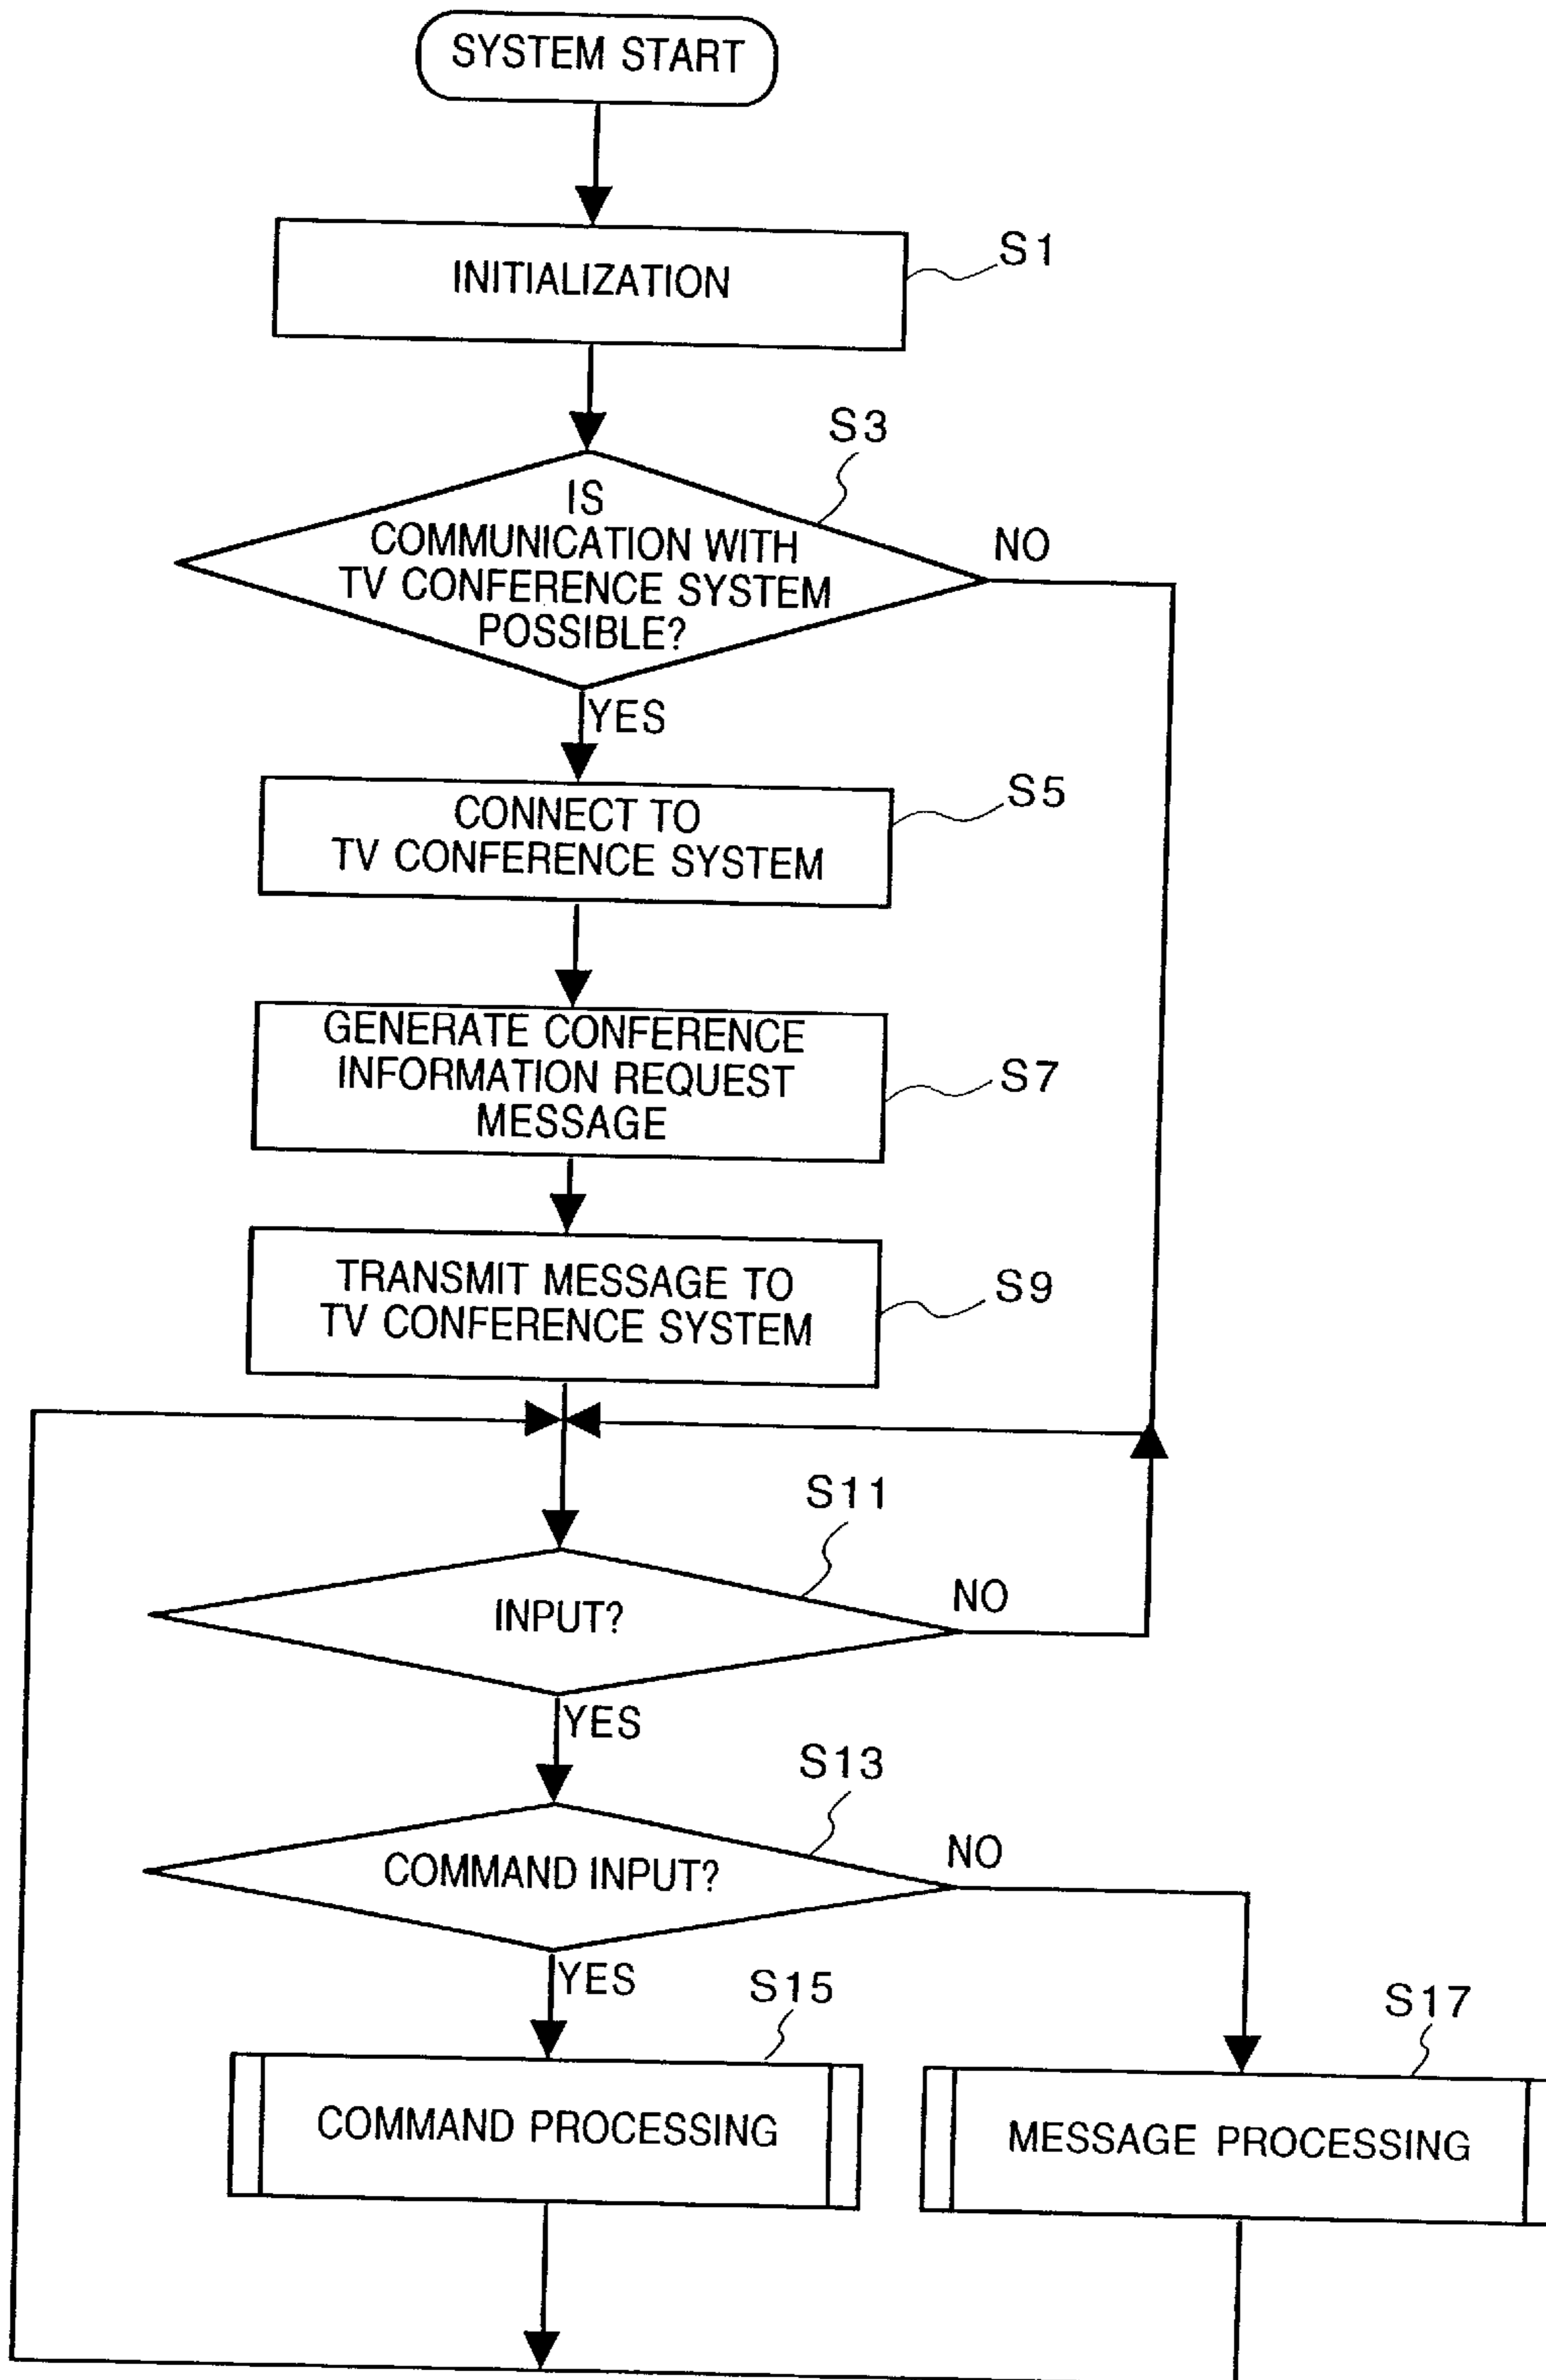 SYSTEM START
INITIALIZATION
S1
S3
IS
COMMUNICATION WITH
TV CONFERENCE SYSTEM
POSSIBLE?
NO
YES
CONNECT TO
TV CONFERENCE SYSTEM
S5
GENERATE CONFERENCE
INFORMATION REQUEST
MESSAGE
S7
TRANSMIT MESSAGE TO
TV CONFERENCE SYSTEM
S9
S11
INPUT?
NO
YES
S13
COMMAND INPUT?
NO
YES
S15
S17
COMMAND PROCESSING
MESSAGE PROCESSING